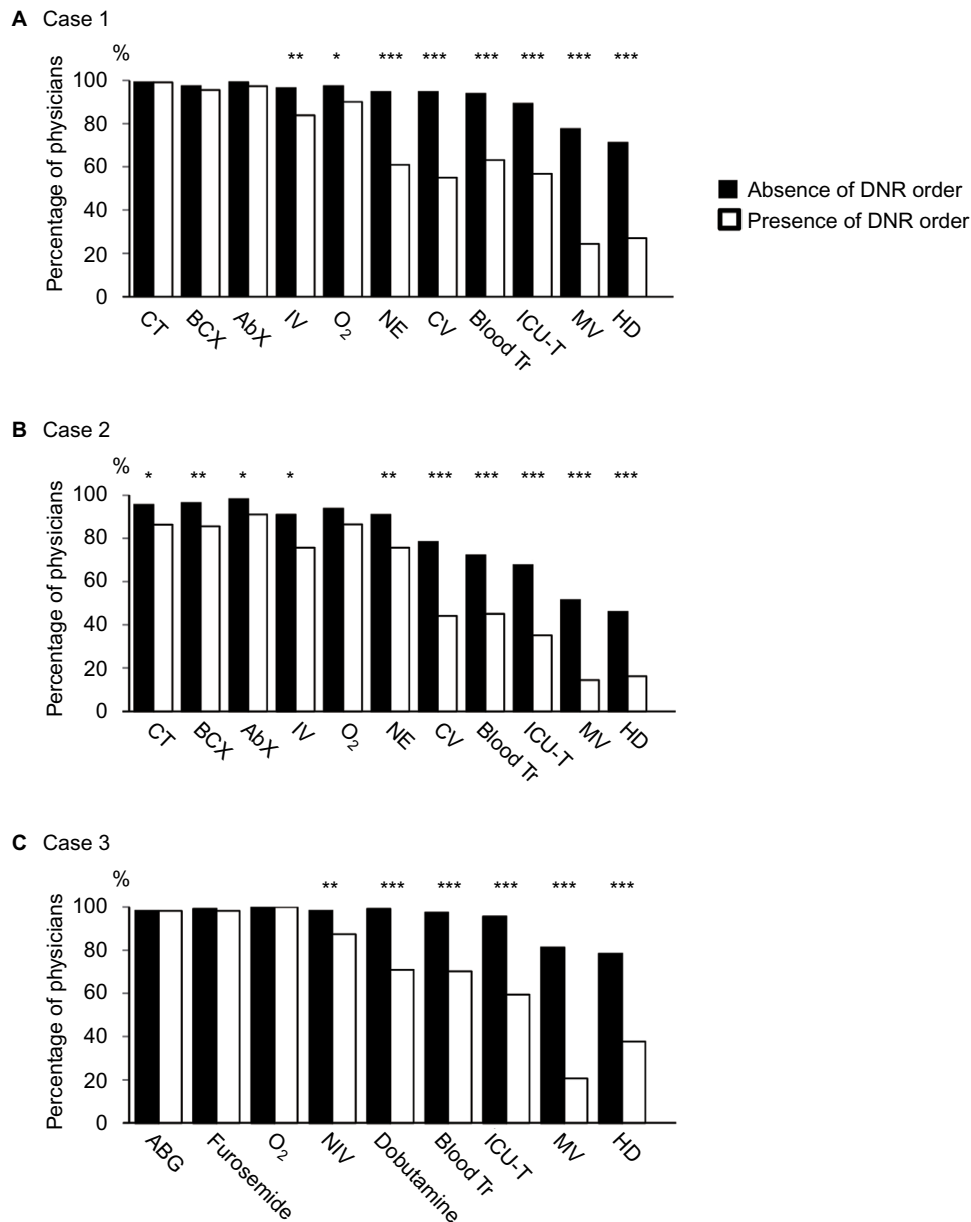 A Case 1
% ** * *** *** *** *** *** ***
Percentage of physicians
100
80
60
40
20
0
CT BCX AbX IV O₂ NE CV Blood Tr ICU-T MV HD
Absence of DNR order
Presence of DNR order
B Case 2
% * ** * * ** *** *** *** *** ***
Percentage of physicians
100
80
60
40
20
0
CT BCX AbX IV O₂ NE CV Blood Tr ICU-T MV HD
C Case 3
% ** *** *** *** *** ***
Percentage of physicians
100
80
60
40
20
0
ABG Furosemide O₂ NIV Dobutamine Blood Tr ICU-T MV HD